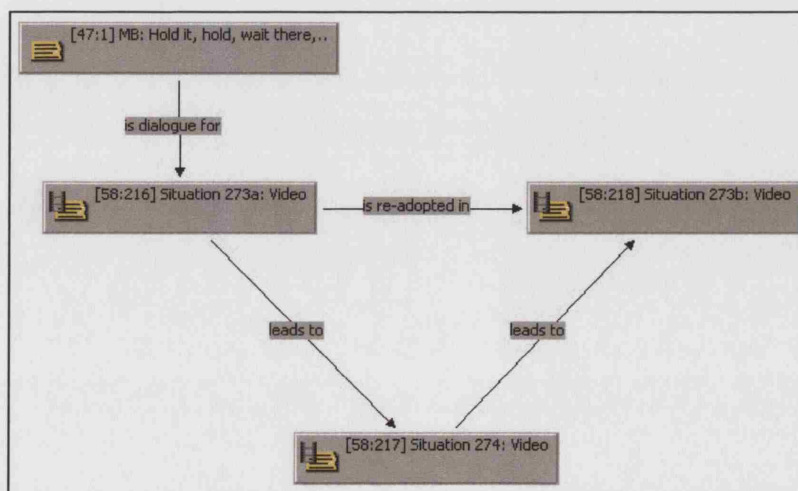 [47:1] MB: Hold it, hold, wait there,..
is dialogue for
[58:216] Situation 273a: Video
is re-adopted in
[58:218] Situation 273b: Video
leads to
leads to
[58:217] Situation 274: Video